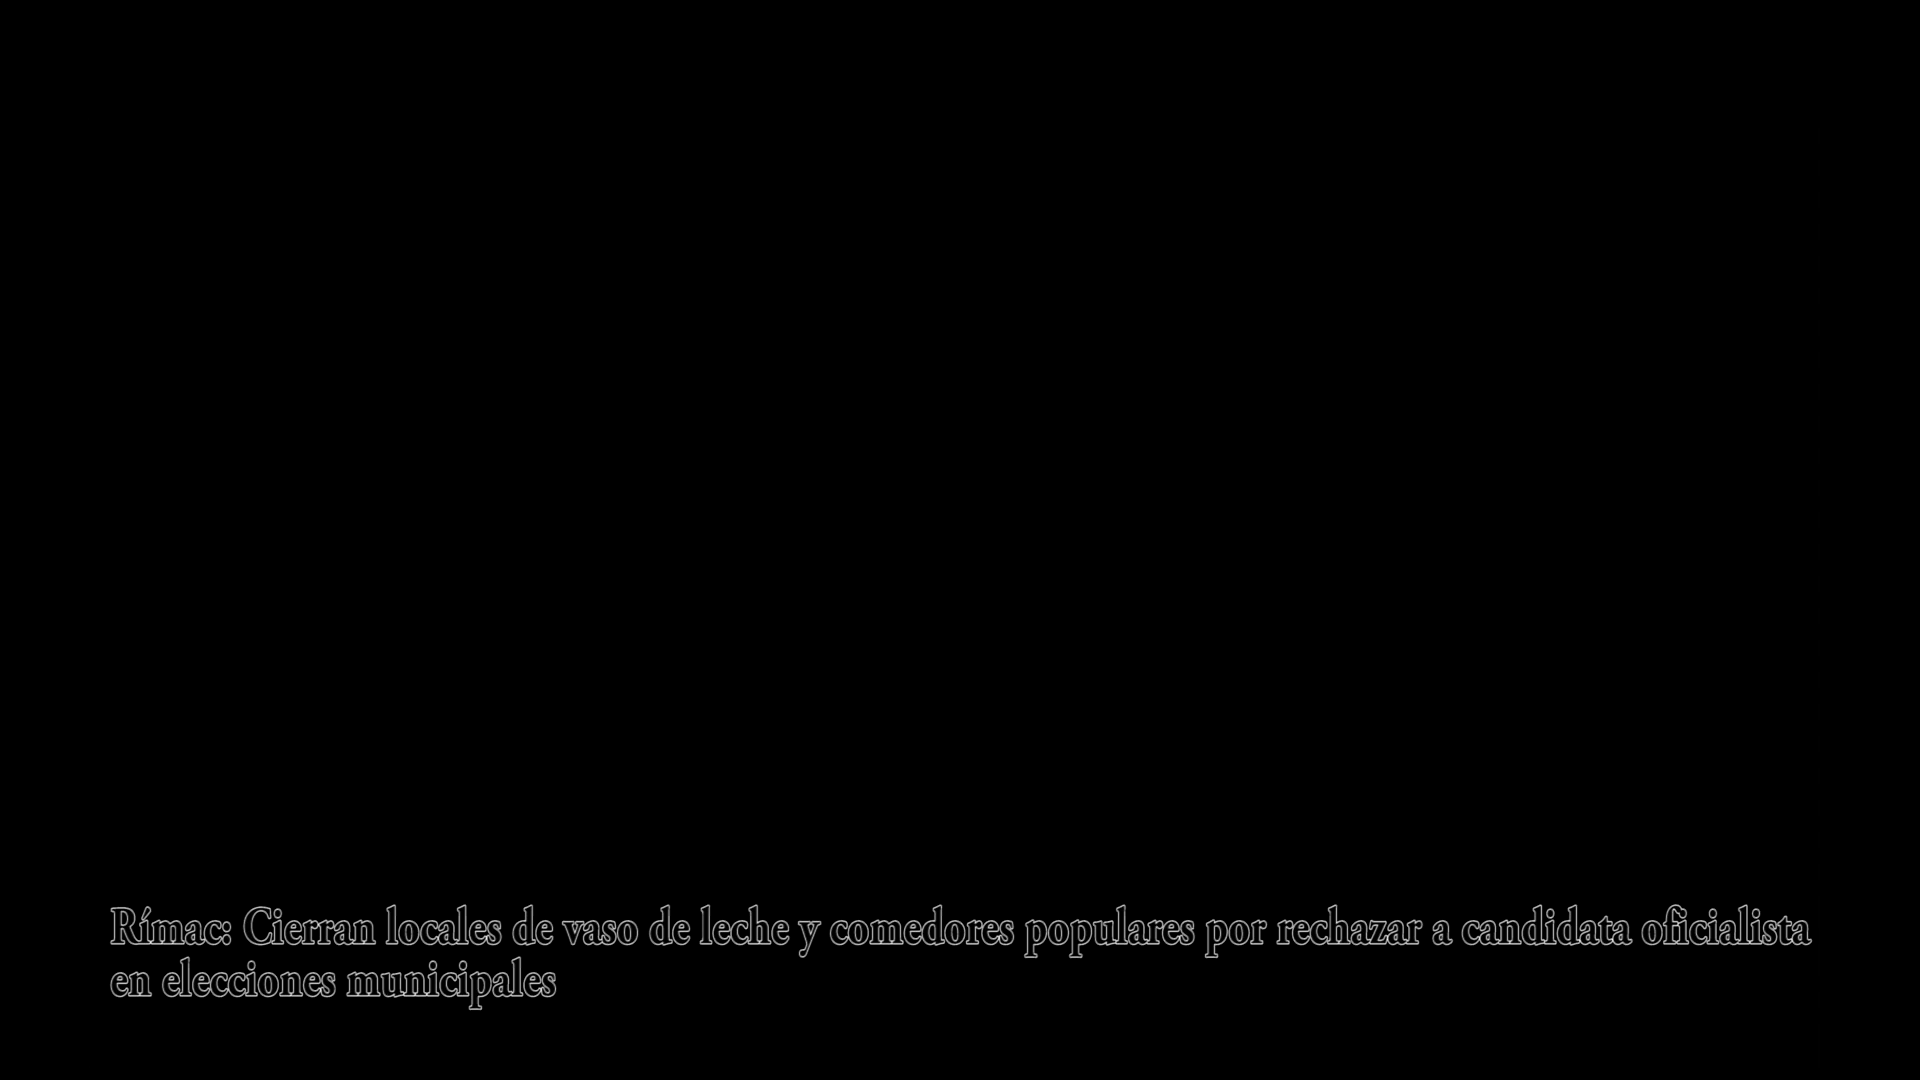 Rímac: Cierran locales de vaso de leche y comedores populares por rechazar a candidata oficialista
en elecciones municipales